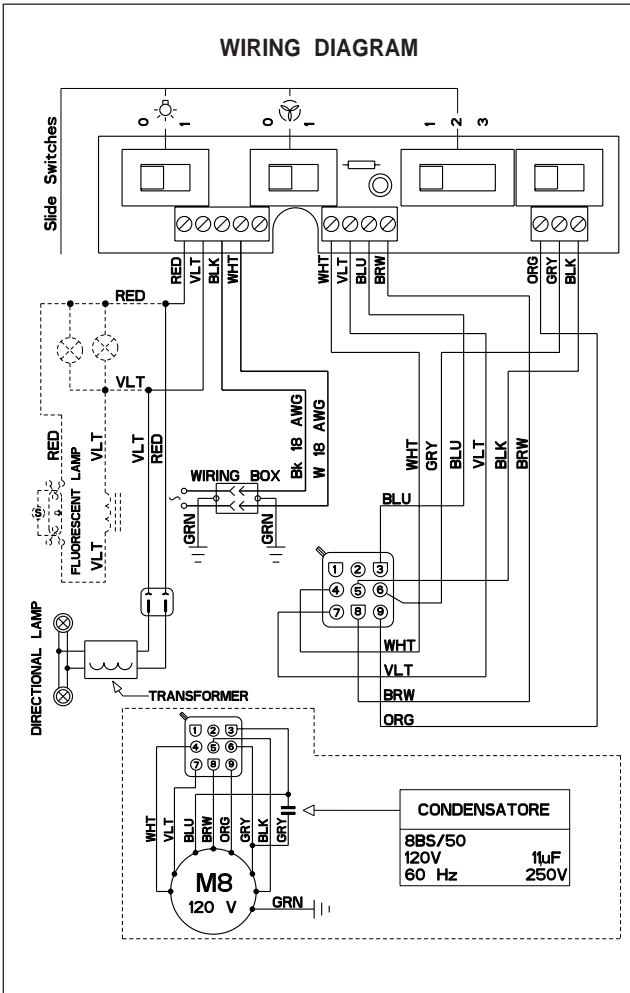 WIRING DIAGRAM
Slide Switches
0 1
0 1
1 2 3
RED VLT BLK WHT
WHT VLT BLU BRW
ORG GRY BLK
RED
VLT
RED
VLT
VLT
RED
FLUORESCENT LAMP
VLT
S
Bk 18 AWG
W 18 AWG
WIRING BOX
GRN
GRN
WHT
GRY
BLU
VLT
BLK
BRW
BLU
1 2 3
4 5 6
7 8 9
WHT
VLT
BRW
ORG
DIRECTIONAL LAMP
TRANSFORMER
1 2 3
4 5 6
7 8 9
WHT
VLT
BLU
BRW
ORG
GRY
BLK
GRY
M8
120 V
GRN
CONDENSATORE
8BS/50
120V 11µF
60 Hz 250V